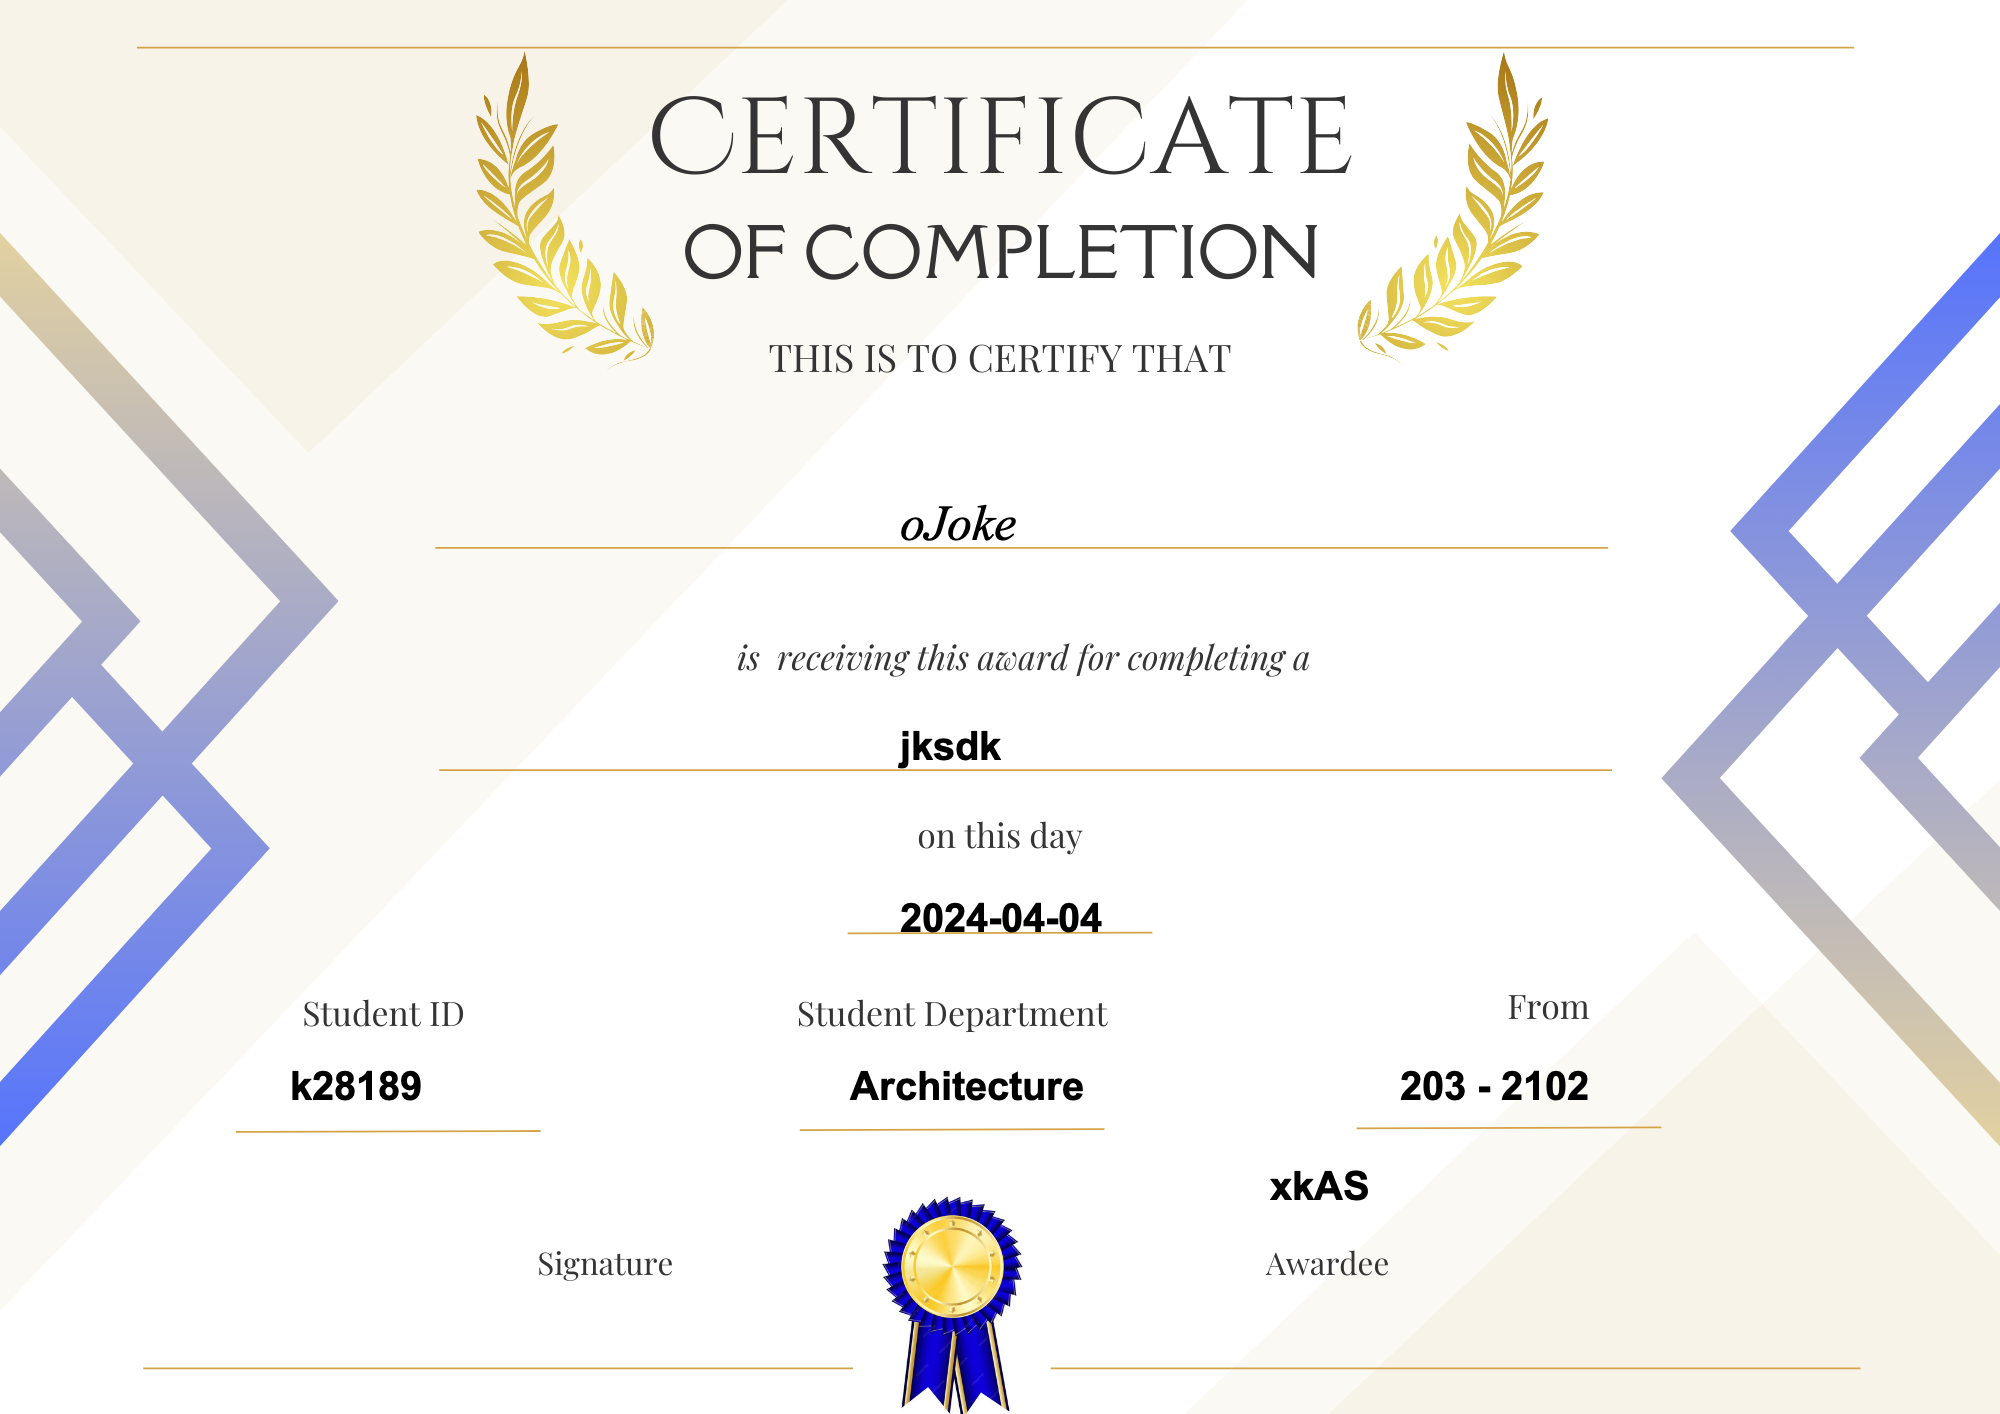 CERTIFICATE
OF COMPLETION
THIS IS TO CERTIFY THAT
oJoke
is receiving this award for completing a
jksdk
on this day
2024-04-04
Student ID
Student Department
From
k28189
Architecture
203 - 2102
xkAS
Signature
Awardee